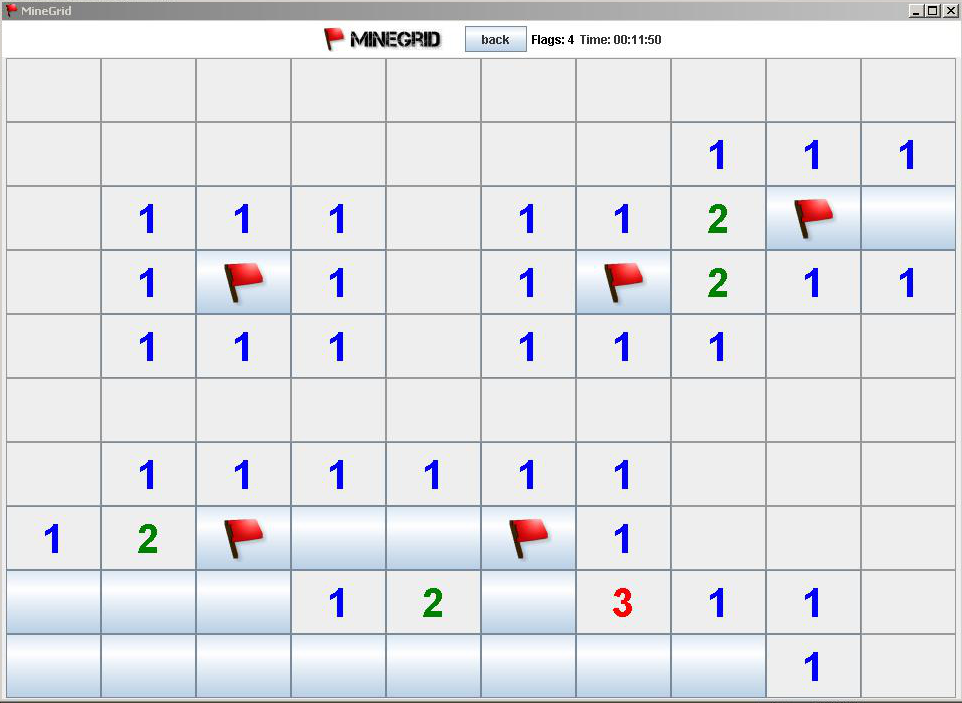 MineGrid
MINEGRID back Flags: 4 Time: 00:11:50
1 1 1
1 1 1 1 1 2
1 1 1 2 1 1
1 1 1 1 1 1
1 1 1 1 1 1
1 2 1
1 2 3 1 1
1